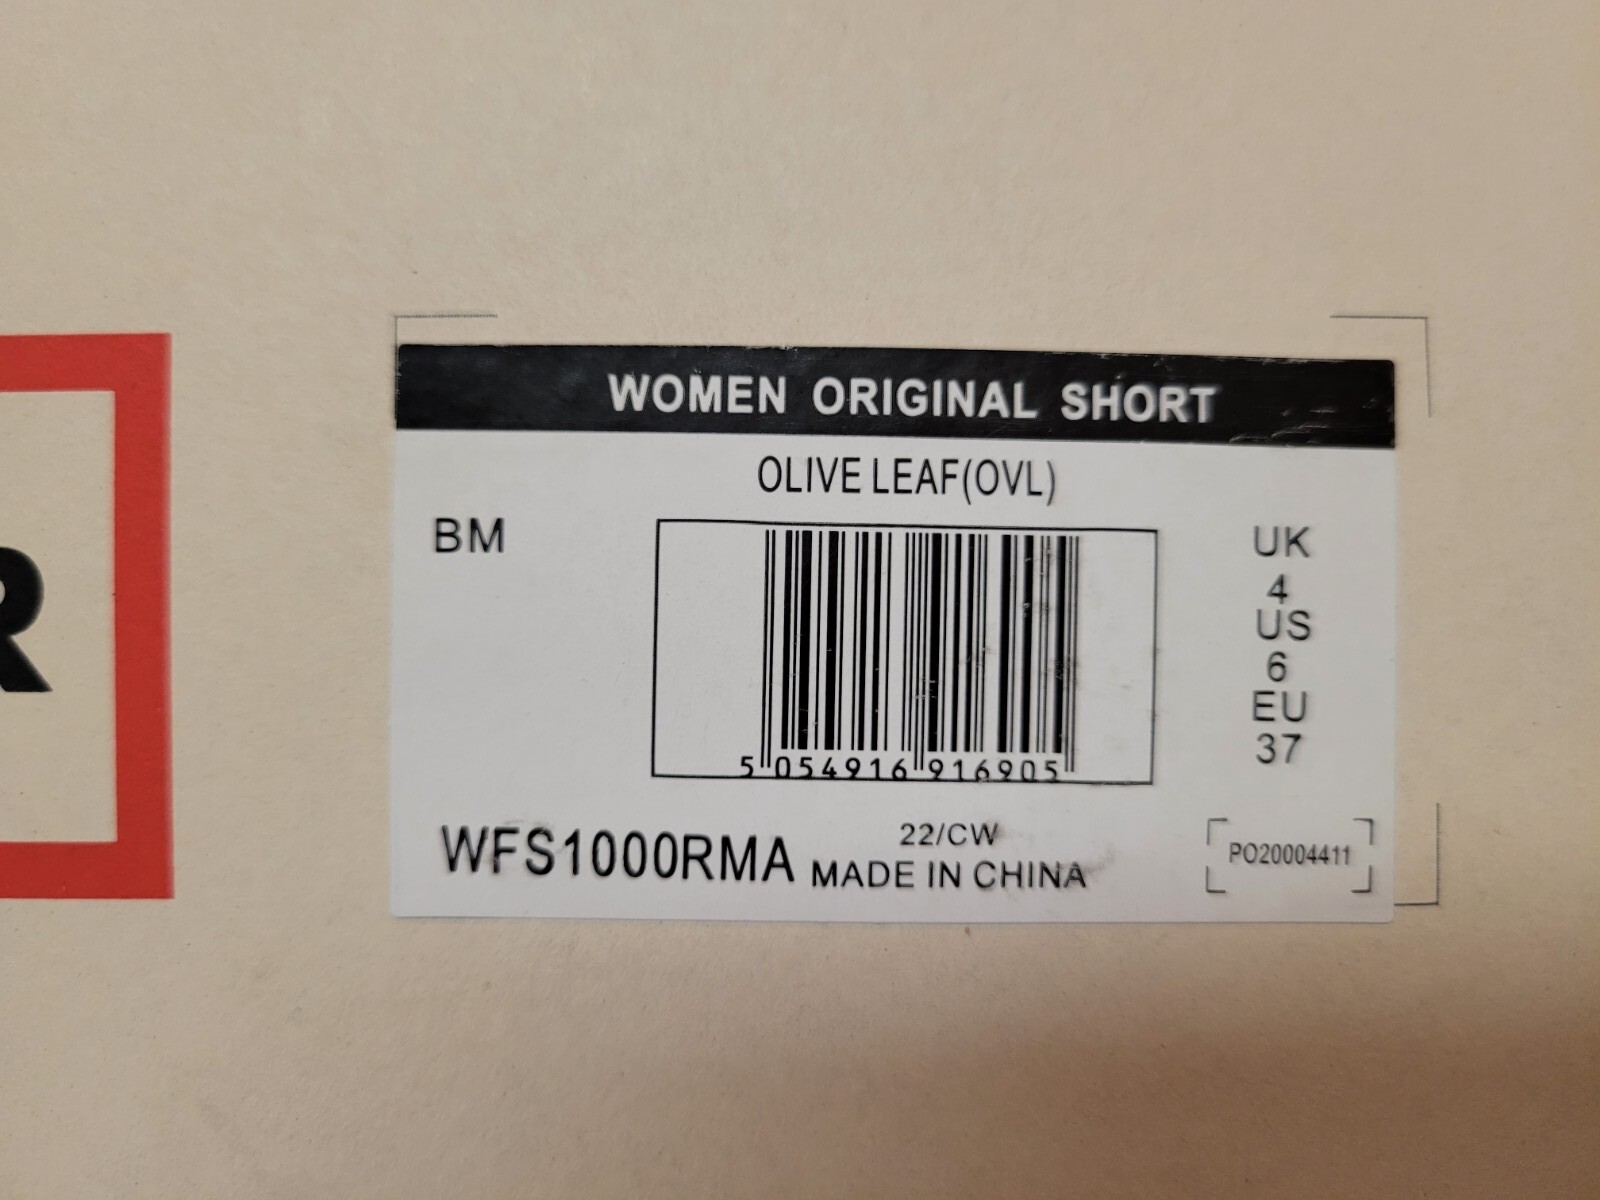 R
WOMEN ORIGINAL SHORT
OLIVE LEAF(OVL)
BM
UK
4
US
6
EU
37
5 054916 916905
WFS1000RMA
22/CW
MADE IN CHINA
PO20004411